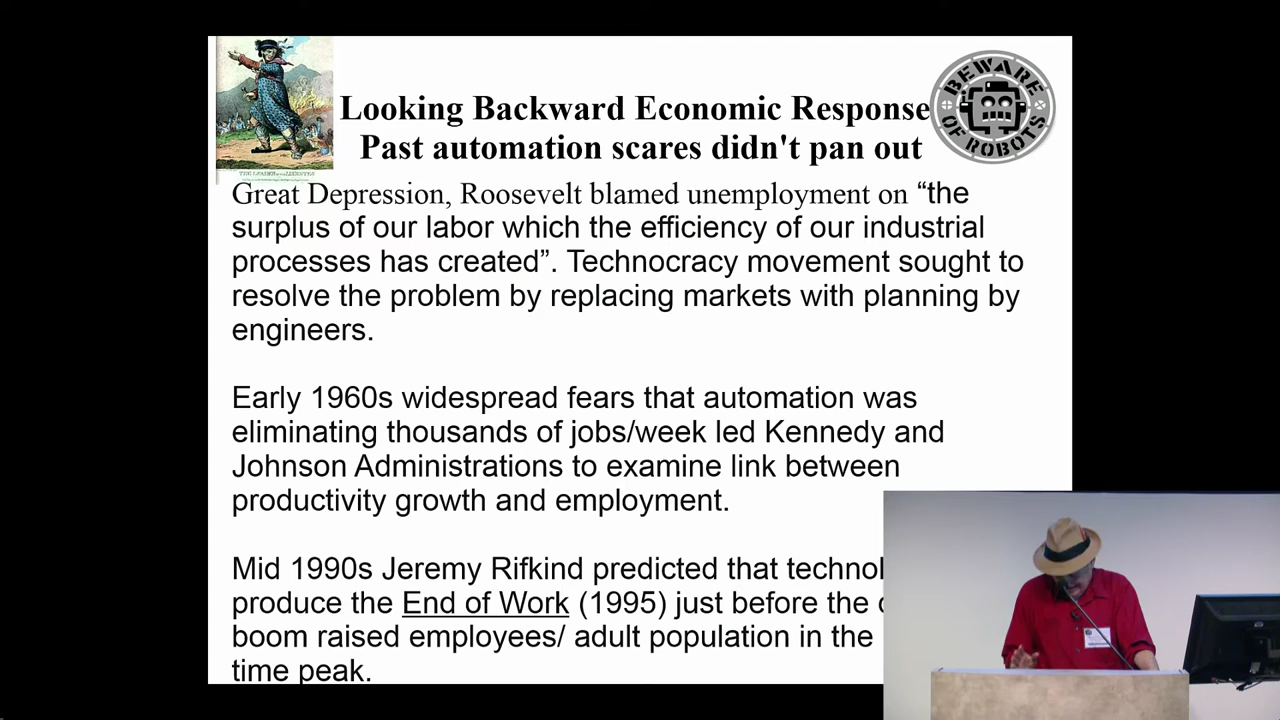 Looking Backward Economic Response
Past automation scares didn't pan out
BEWARE
OF ROBOTS
THE LEADER of the LUDDITES
Great Depression, Roosevelt blamed unemployment on “the
surplus of our labor which the efficiency of our industrial
processes has created”. Technocracy movement sought to
resolve the problem by replacing markets with planning by
engineers.
Early 1960s widespread fears that automation was
eliminating thousands of jobs/week led Kennedy and
Johnson Administrations to examine link between
productivity growth and employment.
Mid 1990s Jeremy Rifkind predicted that technol
produce the End of Work (1995) just before the
boom raised employees/ adult population in the
time peak.